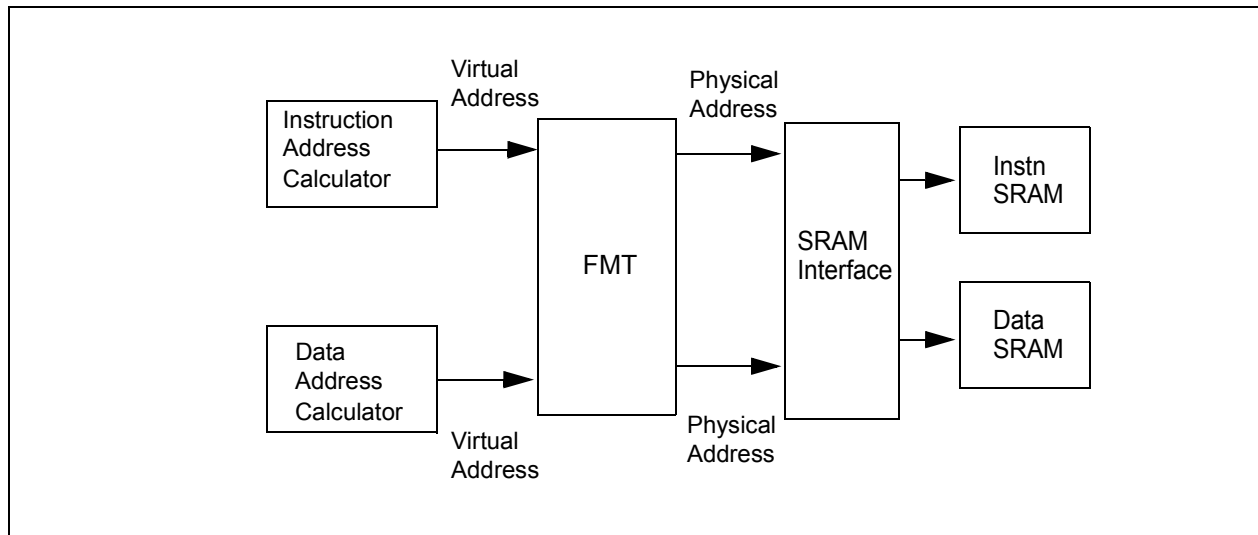 Virtual
Address
Physical
Address
Instruction
Address
Calculator
FMT
SRAM
Interface
Instn
SRAM
Data
Address
Calculator
Data
SRAM
Virtual
Address
Physical
Address